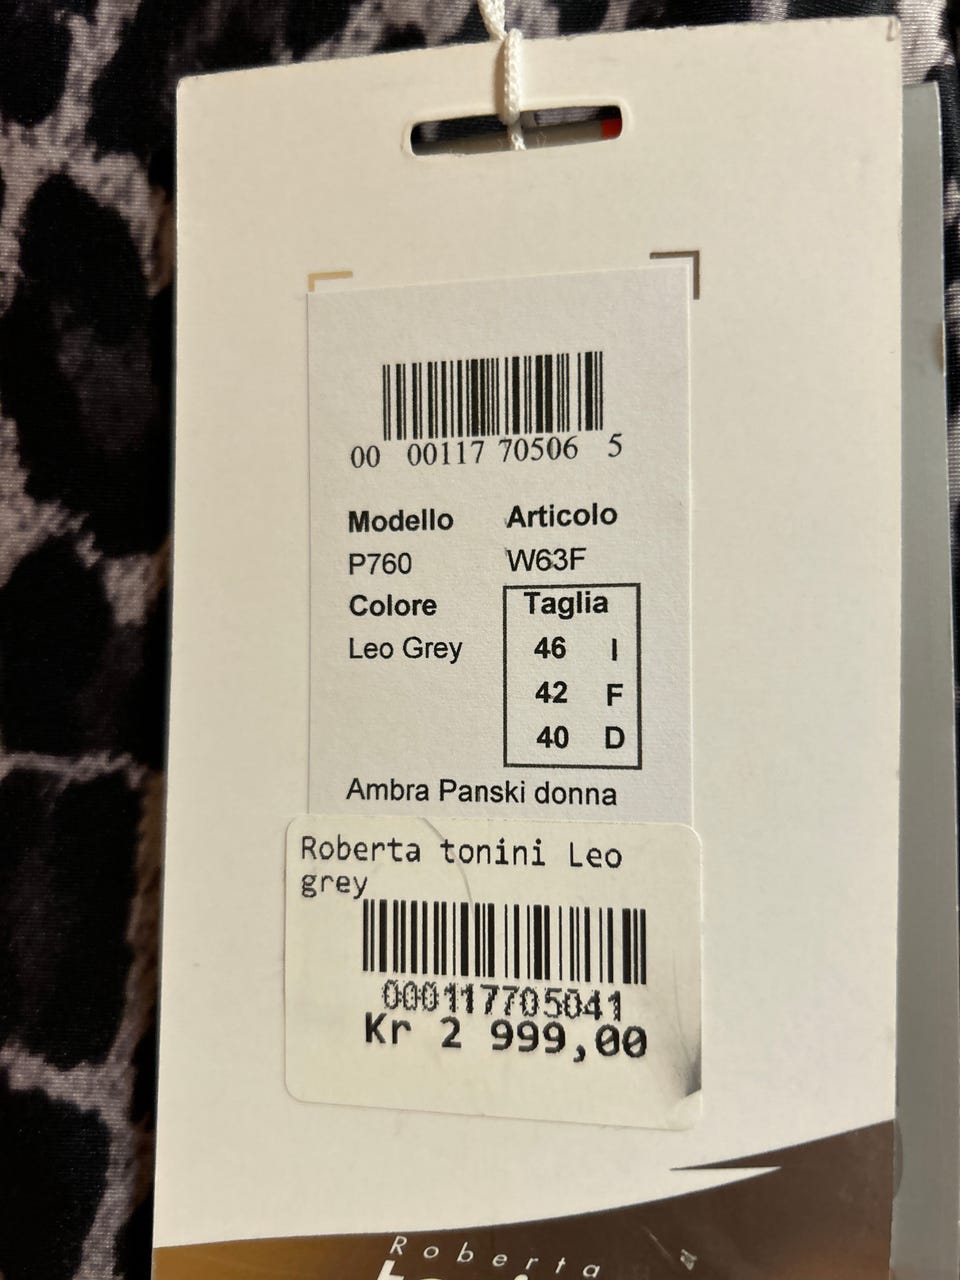 00 00117 70506 5
Modello Articolo
P760 W63F
Colore Taglia
Leo Grey 46 I
42 F
40 D
Ambra Panski donna
Roberta tonini Leo
grey
000117705041
Kr 2 999,00
Roberta